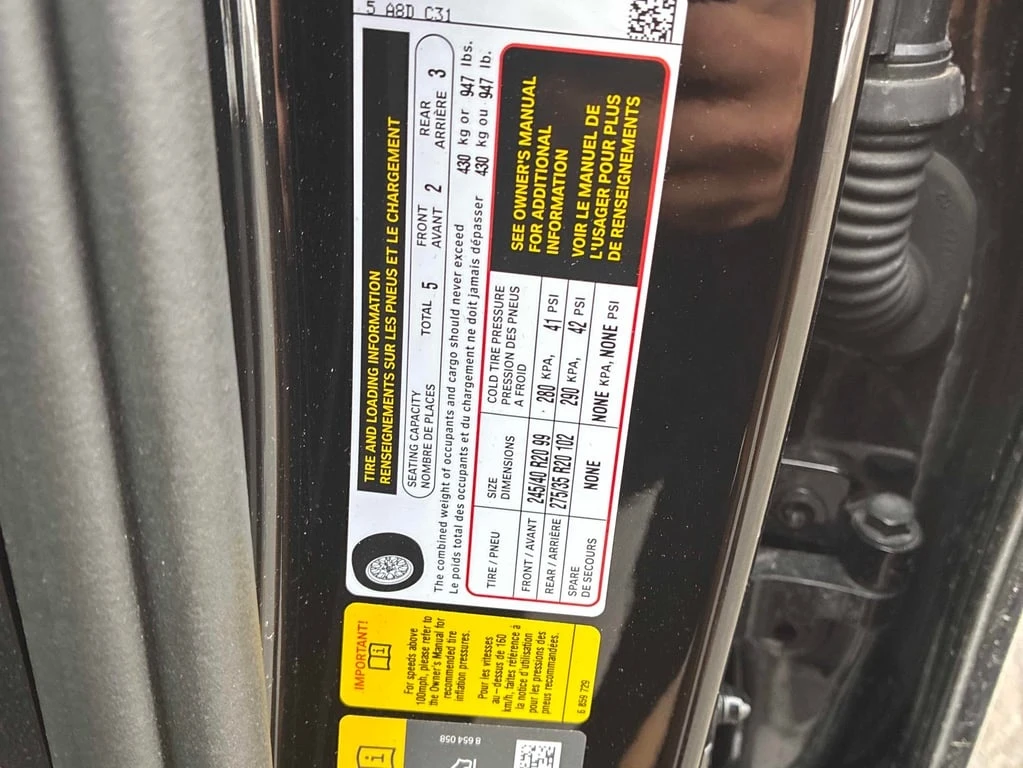 5 A8D C31
TIRE AND LOADING INFORMATION
RENSEIGNEMENTS SUR LES PNEUS ET LE CHARGEMENT
SEATING CAPACITY
NOMBRE DE PLACES
TOTAL 5
FRONT
AVANT 2
REAR
ARRIÈRE 3
The combined weight of occupants and cargo should never exceed 430 kg or 947 lbs.
Le poids total des occupants et du chargement ne doit jamais dépasser 430 kg ou 947 lb.
TIRE / PNEU
SIZE
DIMENSIONS
COLD TIRE PRESSURE
PRESSION DES PNEUS
A FROID
FRONT / AVANT 245/40 R20 99 280 KPA, 41 PSI
REAR / ARRIÈRE 275/35 R20 102 290 KPA, 42 PSI
SPARE
DE SECOURS
NONE NONE KPA, NONE PSI
SEE OWNER'S MANUAL
FOR ADDITIONAL
INFORMATION
VOIR LE MANUEL DE
L'USAGER POUR PLUS
DE RENSEIGNEMENTS
IMPORTANT!
For speeds above
100mph, please refer to
the Owner's Manual for
recommended tire
inflation pressures.
Pour les vitesses
au-dessus de 160
km/h, faites référence à
la notice d'utilisation
pour les pressions des
pneus recommandées.
6 859 729
8 654 058